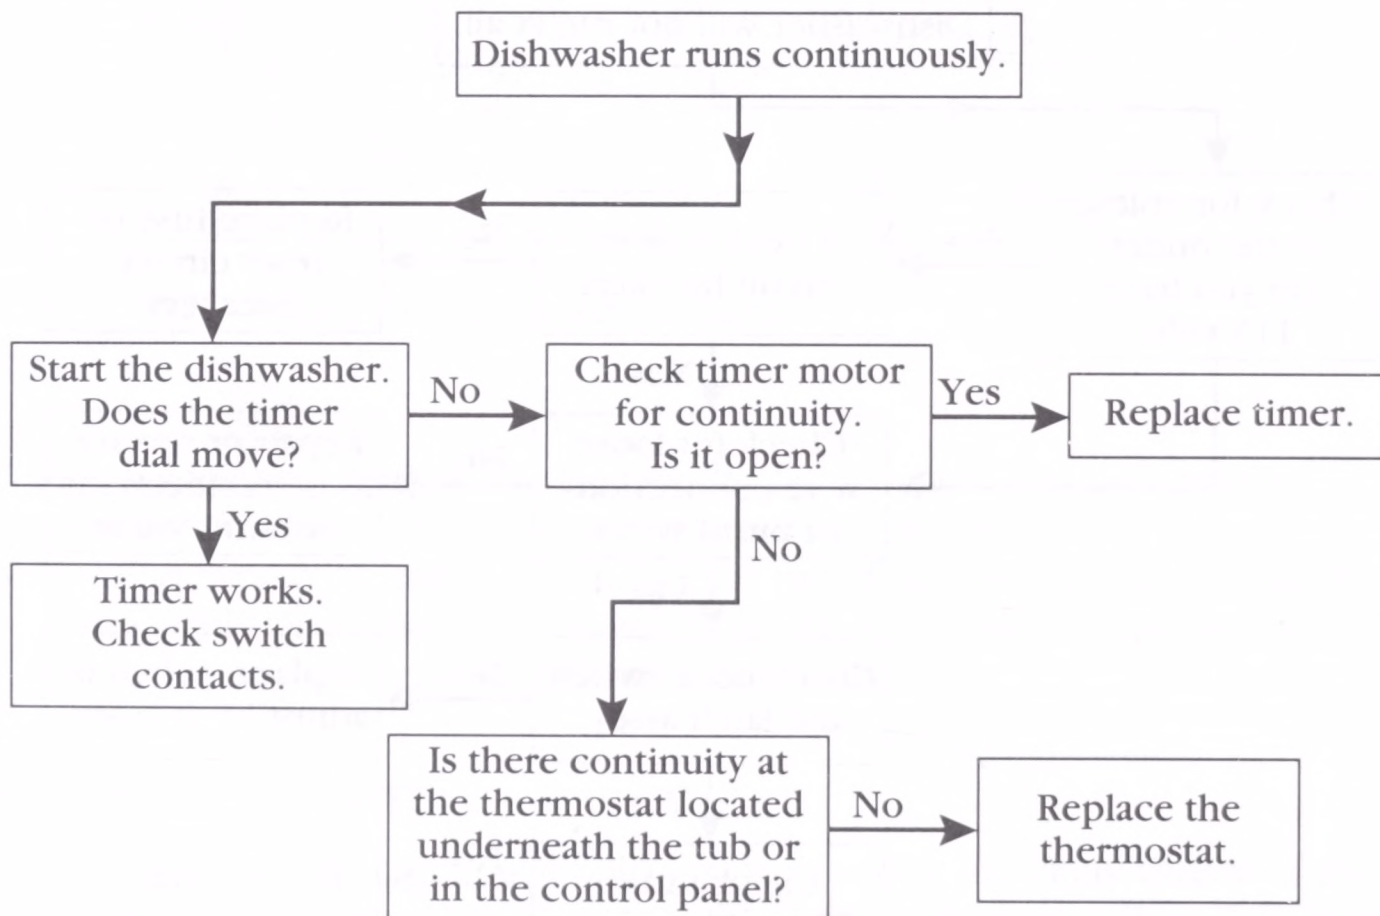 Dishwasher runs continuously.
Start the dishwasher.
Does the timer
dial move?
No
Check timer motor
for continuity.
Is it open?
Yes
Replace timer.
Yes
Timer works.
Check switch
contacts.
No
Is there continuity at
the thermostat located
underneath the tub or
in the control panel?
No
Replace the
thermostat.